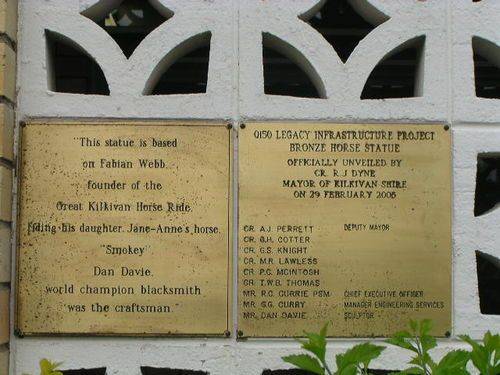 "This statue is based
on Fabian Webb
founder of the
Great Kilkivan Horse Ride,
riding his daughter, Jane-Anne's horse,
"Smokey"
Dan Davie,
world champion blacksmith
was the craftsman."
Q150 LEGACY INFRASTRUCTURE PROJECT
BRONZE HORSE STATUE
OFFICIALLY UNVEILED BY
CR. R.J DYNE
MAYOR OF KILKIVAN SHIRE
ON 29 FEBRUARY 2008
CR. A.J. PERRETT DEPUTY MAYOR
CR. B.H. COTTER
CR. G.S. KNIGHT
CR. M.R. LAWLESS
CR. P.G. MCINTOSH
CR. T.W.B. THOMAS
MR. R.C. CURRIE PSM CHIEF EXECUTIVE OFFICER
MR. S.G. CURRY MANAGER ENGINEERING SERVICES
MR. DAN DAVIE SCULPTOR